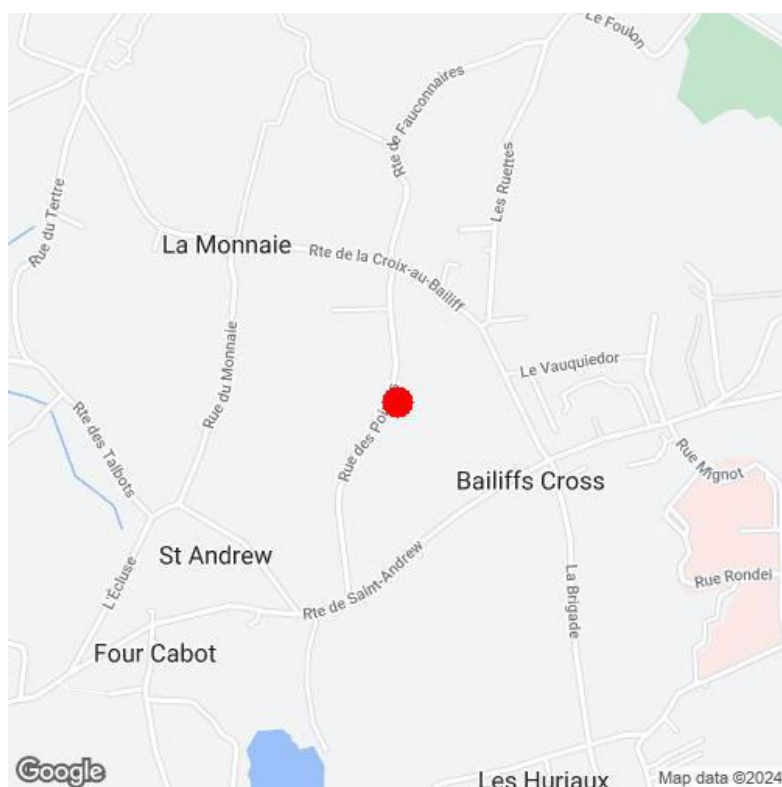 Le Foulon
Rte de Fauconnaires
Les Ruettes
Rue du Tertre
La Monnaie
Rte de la Croix-au-Bailiff
Rue du Monnaie
Le Vauquiedor
Rue des
Rte des Talbots
Rue Mignot
Bailiffs Cross
St Andrew
L'Écluse
Rte de Saint-Andrew
La Brigade
Rue Rondel
Four Cabot
Les Huriaux
Google
Map data ©2024